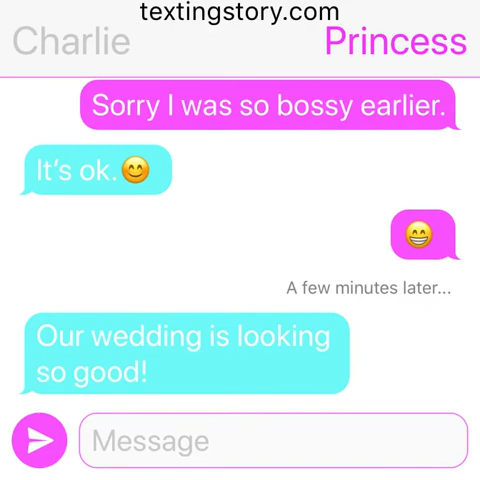 textingstory.com
Charlie
Princess
Sorry I was so bossy earlier.
It's ok.😊
😁
A few minutes later...
Our wedding is looking
so good!
Message